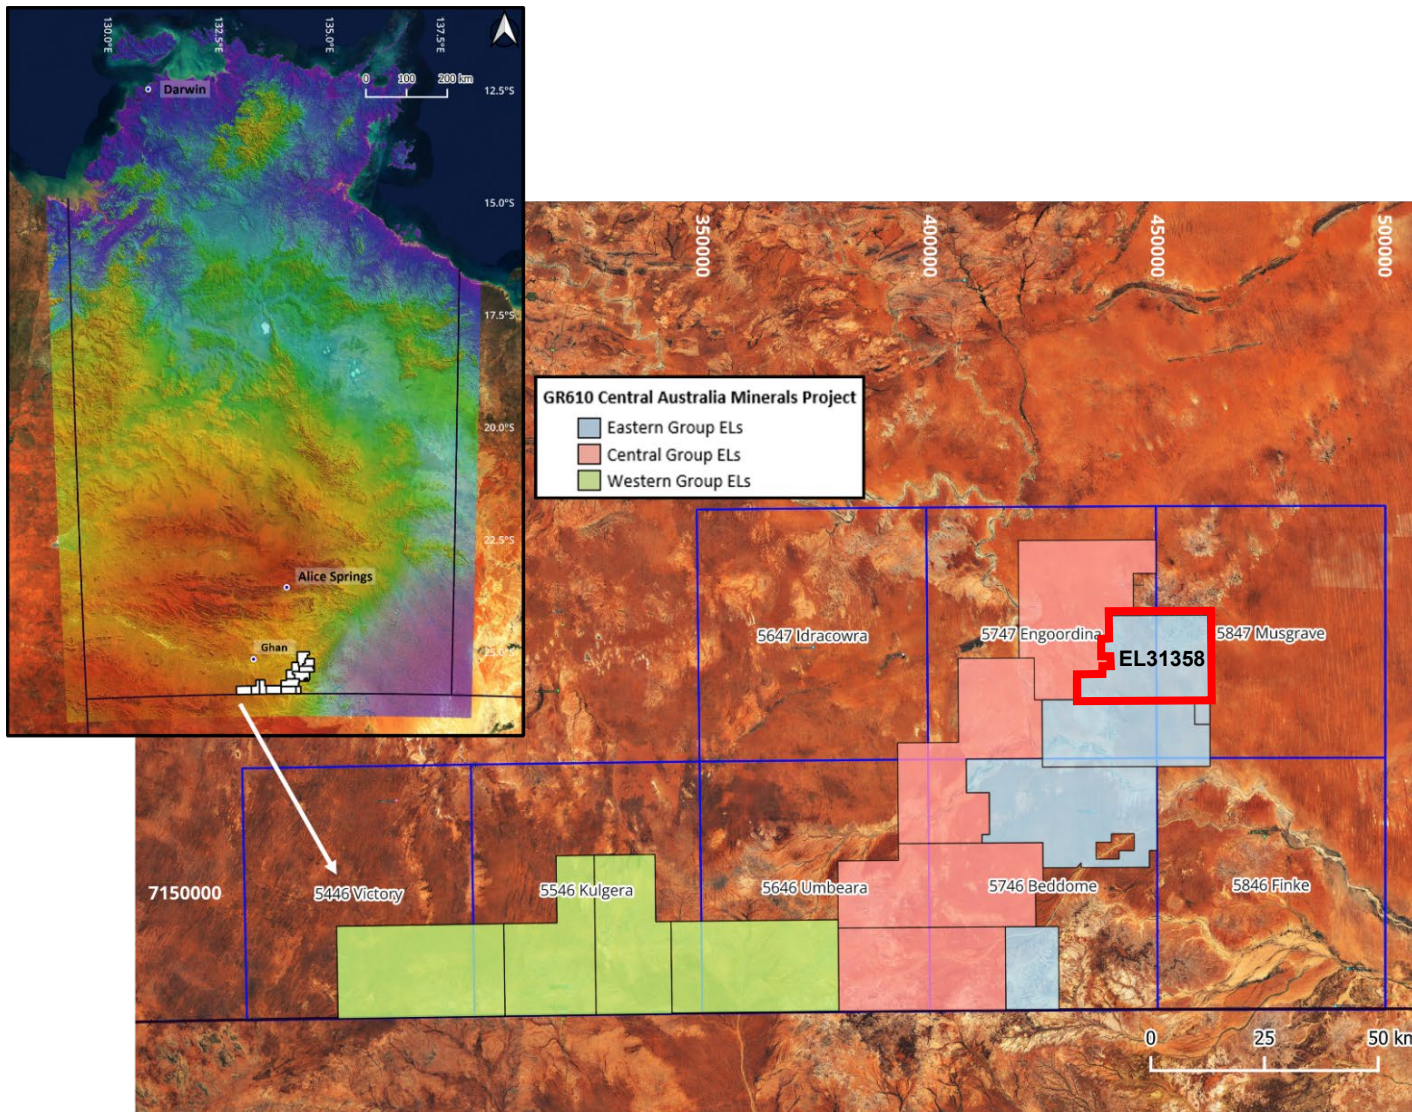 130.0°E
132.5°E
135.0°E
137.5°E
0 100 200 km
Darwin
12.5°S
15.0°S
17.5°S
20.0°S
22.5°S
Alice Springs
Ghan
25.0°S
350000
400000
450000
500000
GR610 Central Australia Minerals Project
Eastern Group ELs
Central Group ELs
Western Group ELs
5647 Idracowra
5747 Engoordina
5847 Musgrave
EL31358
7150000
5446 Victory
5546 Kulgera
5646 Umbeara
5746 Beddome
5846 Finke
0 25 50 km